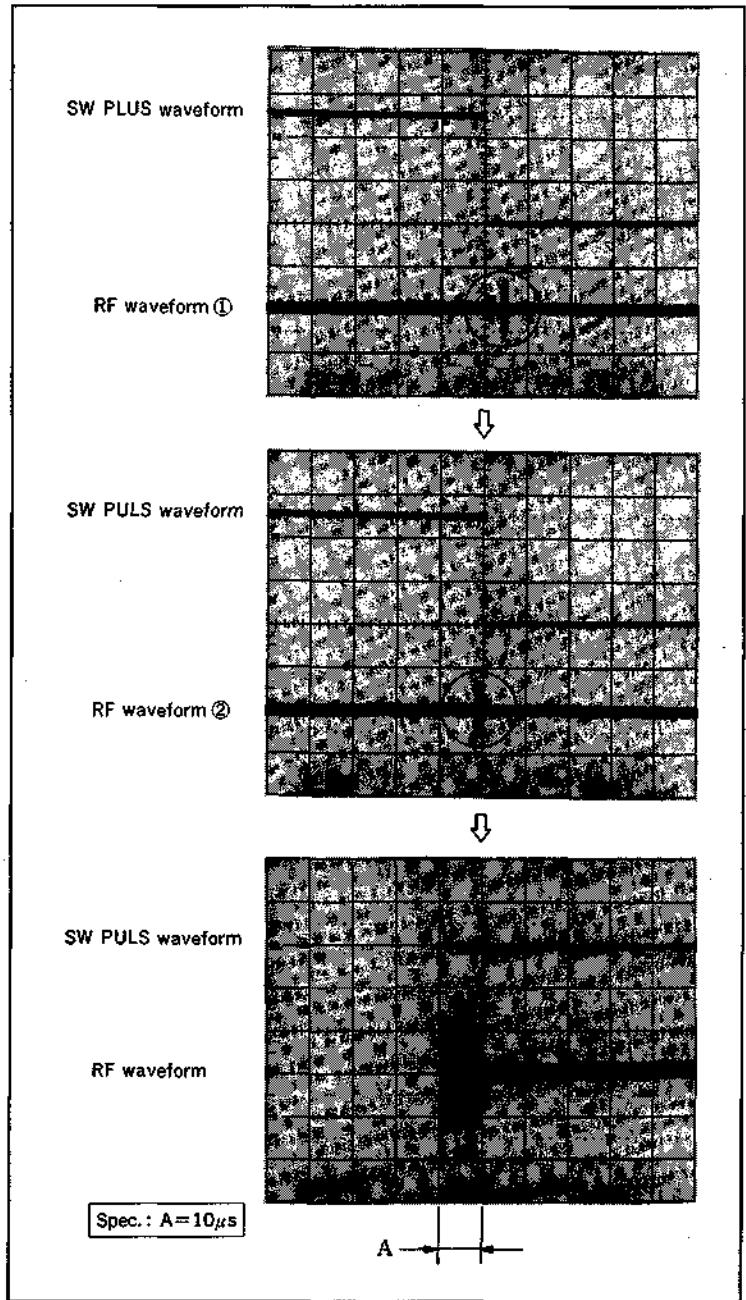 SW PLUS waveform
RF waveform ①
SW PULS waveform
RF waveform ②
SW PULS waveform
RF waveform
Spec.: A=10μs
A